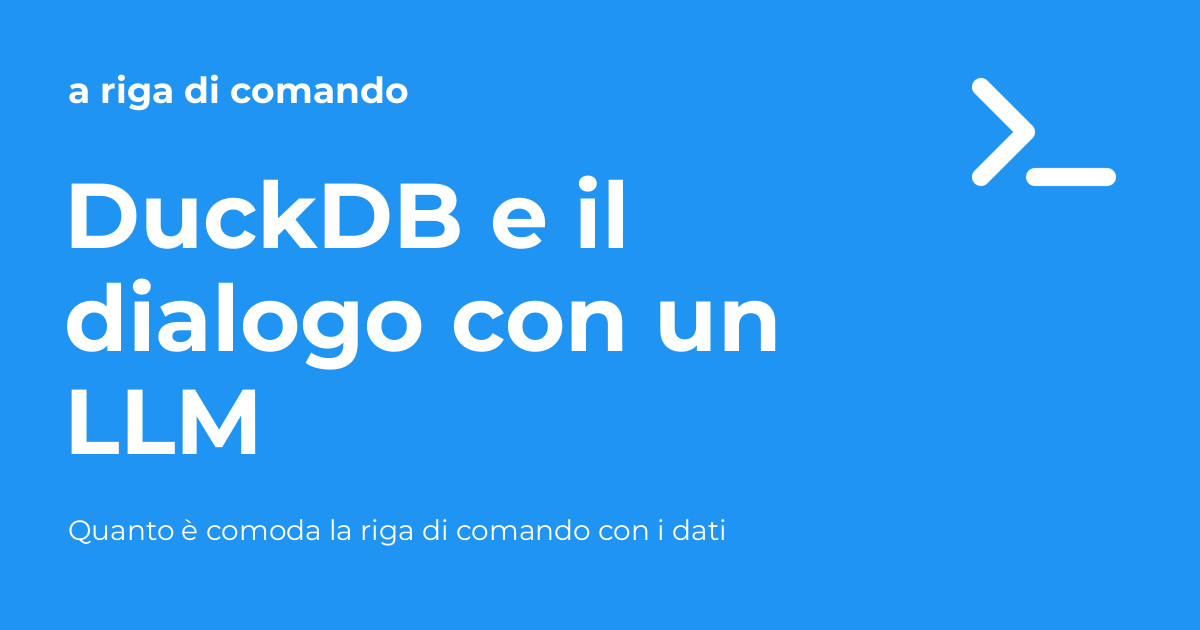 a riga di comando
DuckDB e il
dialogo con un
LLM
Quanto è comoda la riga di comando con i dati